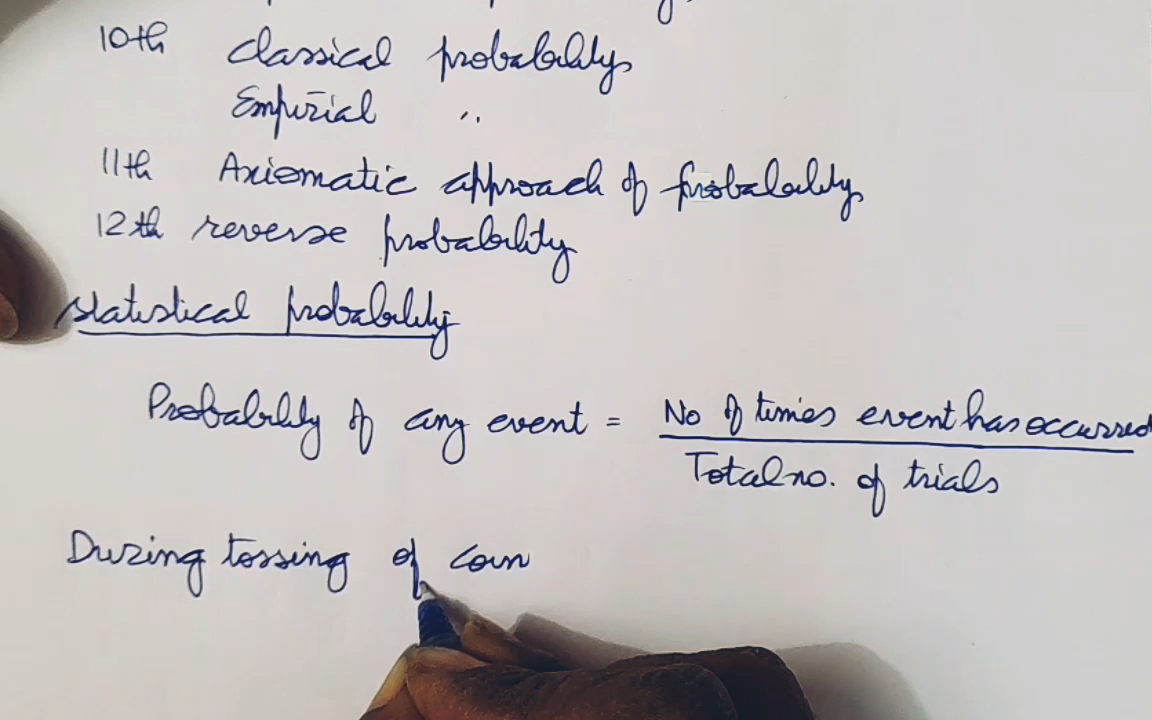 10th classical probability
Empirial "
11th Axiomatic approach of probability
12th reverse probability
statistical probability
Probability of any event = No of times event has occurred
Total no. of trials
During tossing of coin